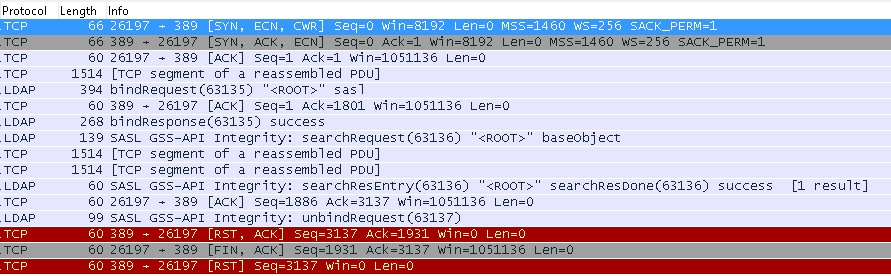 Protocol Length Info
TCP 66 26197 → 389 [SYN, ECN, CWR] Seq=0 Win=8192 Len=0 MSS=1460 WS=256 SACK_PERM=1
TCP 66 389 → 26197 [SYN, ACK, ECN] Seq=0 Ack=1 Win=8192 Len=0 MSS=1460 WS=256 SACK_PERM=1
TCP 60 26197 → 389 [ACK] Seq=1 Ack=1 Win=1051136 Len=0
TCP 1514 [TCP segment of a reassembled PDU]
LDAP 394 bindRequest(63135) "<ROOT>" sasl
TCP 60 389 → 26197 [ACK] Seq=1 Ack=1801 Win=1051136 Len=0
LDAP 268 bindResponse(63135) success
LDAP 139 SASL GSS-API Integrity: searchRequest(63136) "<ROOT>" baseObject
TCP 1514 [TCP segment of a reassembled PDU]
TCP 1514 [TCP segment of a reassembled PDU]
LDAP 60 SASL GSS-API Integrity: searchResEntry(63136) "<ROOT>" searchResDone(63136) success [1 result]
TCP 60 26197 → 389 [ACK] Seq=1886 Ack=3137 Win=1051136 Len=0
LDAP 99 SASL GSS-API Integrity: unbindRequest(63137)
TCP 60 389 → 26197 [RST, ACK] Seq=3137 Ack=1931 Win=0 Len=0
TCP 60 26197 → 389 [FIN, ACK] Seq=1931 Ack=3137 Win=1051136 Len=0
TCP 60 389 → 26197 [RST] Seq=3137 Win=0 Len=0